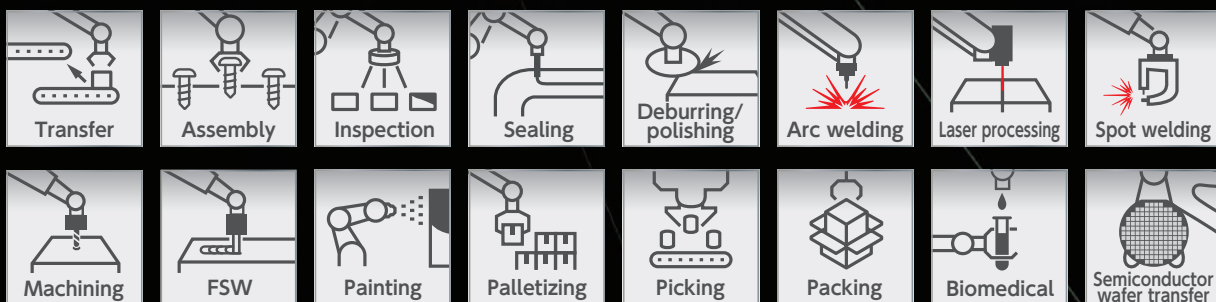 Transfer
Assembly
Inspection
Sealing
Deburring/
polishing
Arc welding
Laser processing
Spot welding
Machining
FSW
Painting
Palletizing
Picking
Packing
Biomedical
Semiconductor
wafer transfer